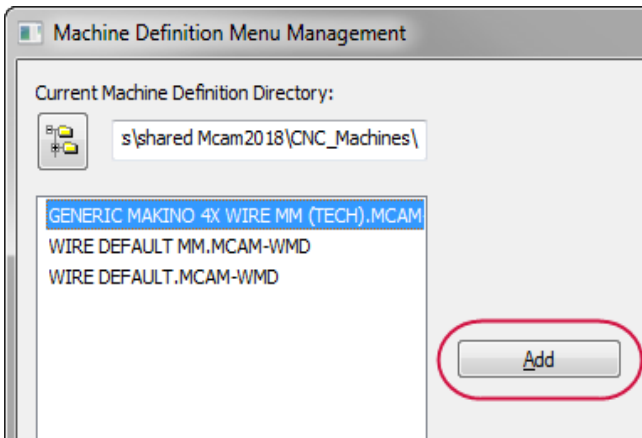 Machine Definition Menu Management
Current Machine Definition Directory:
s\shared Mcam2018\CNC_Machines\
GENERIC MAKINO 4X WIRE MM (TECH).MCAM-
WIRE DEFAULT MM.MCAM-WMD
WIRE DEFAULT.MCAM-WMD
Add